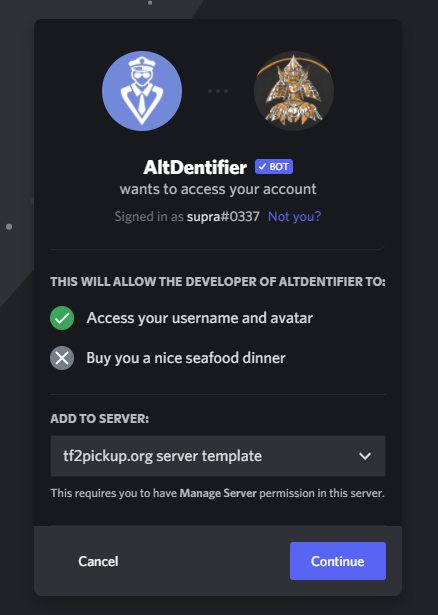 AltDentifier ✓ BOT
wants to access your account
Signed in as supra#0337 Not you?
THIS WILL ALLOW THE DEVELOPER OF ALTDENTIFIER TO:
Access your username and avatar
Buy you a nice seafood dinner
ADD TO SERVER:
tf2pickup.org server template
This requires you to have Manage Server permission in this server.
Cancel Continue